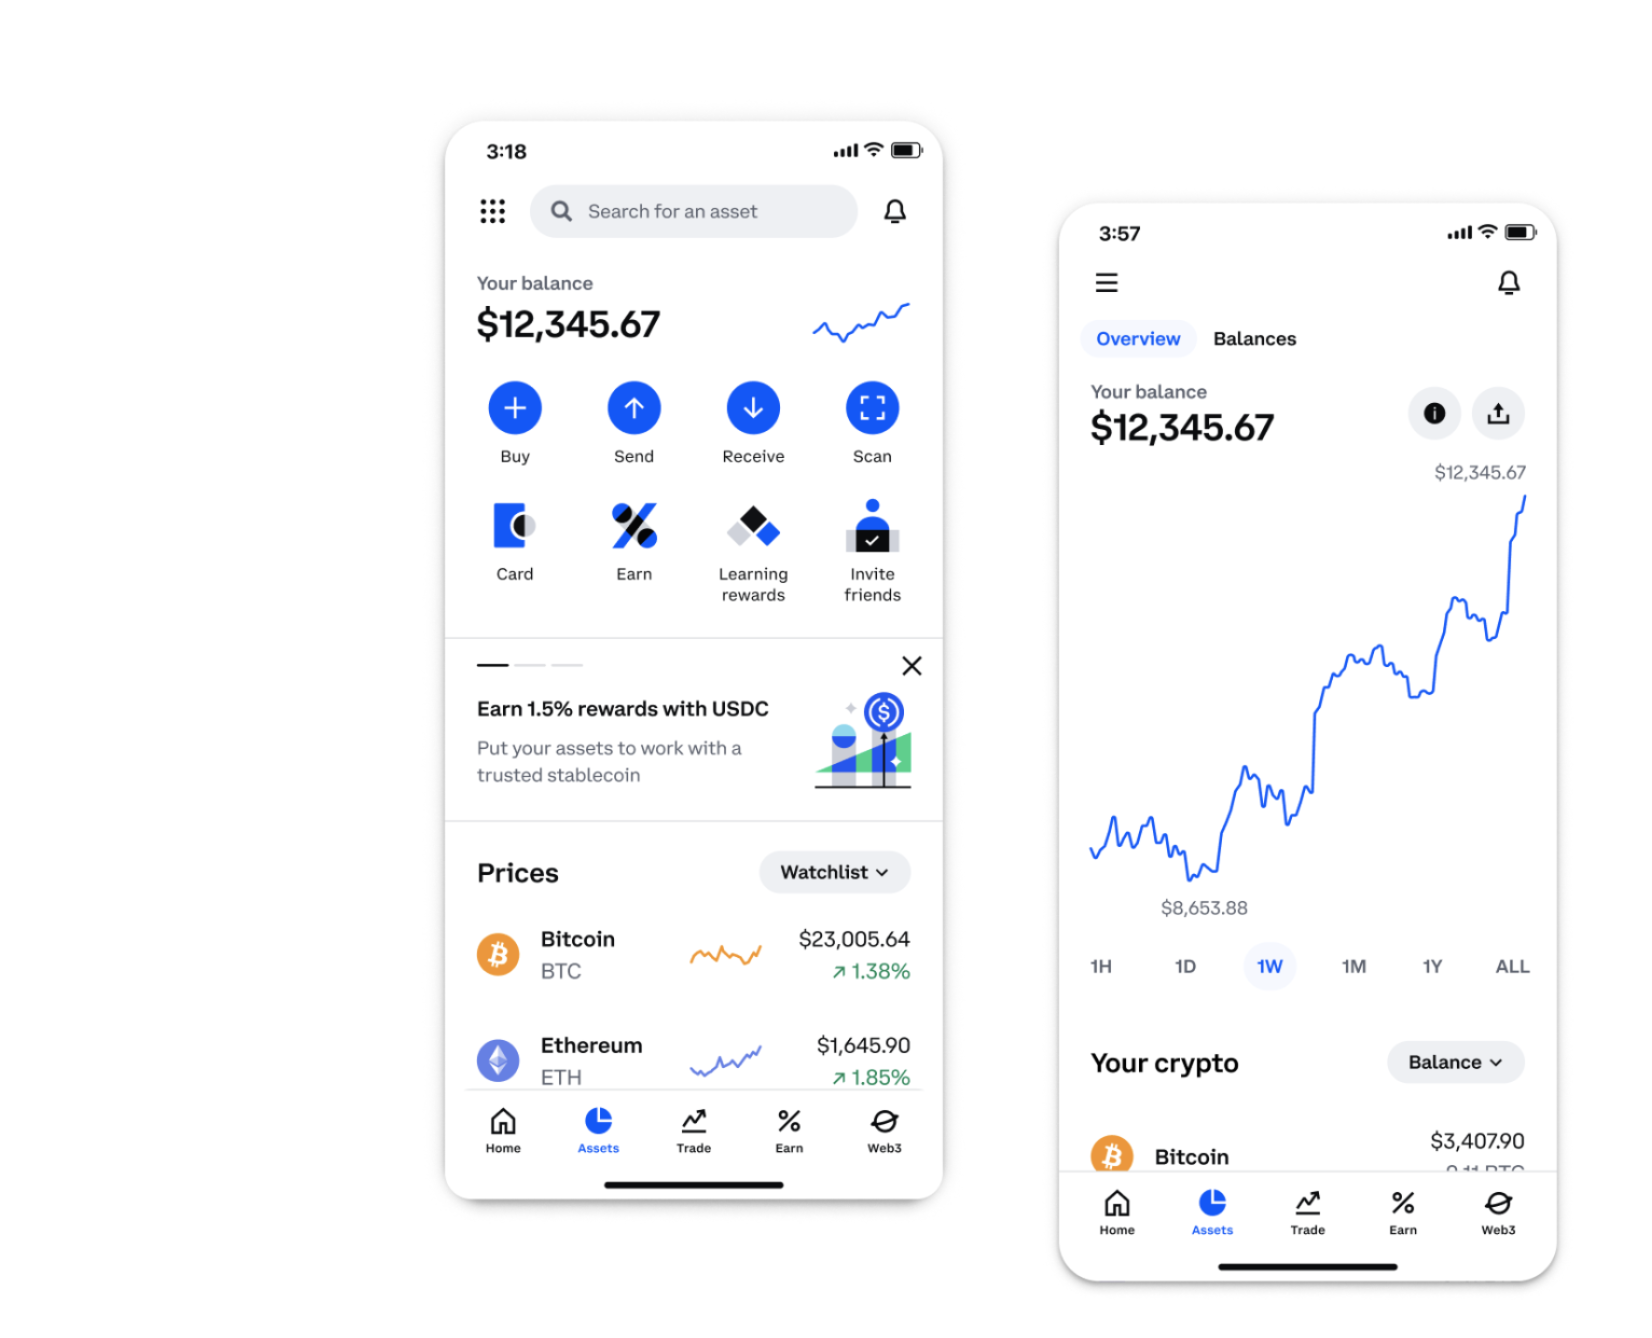 3:18
Search for an asset
Your balance
$12,345.67
Buy
Send
Receive
Scan
Card
Earn
Learning
rewards
Invite
friends
Earn 1.5% rewards with USDC
Put your assets to work with a
trusted stablecoin
Prices
Watchlist
Bitcoin
$23,005.64
BTC
1.38%
Ethereum
$1,645.90
ETH
1.85%
Home
Assets
Trade
Earn
Web3
3:57
Overview
Balances
Your balance
$12,345.67
$12,345.67
$8,653.88
1H
1D
1W
1M
1Y
ALL
Your crypto
Balance
Bitcoin
$3,407.90
Home
Assets
Trade
Earn
Web3